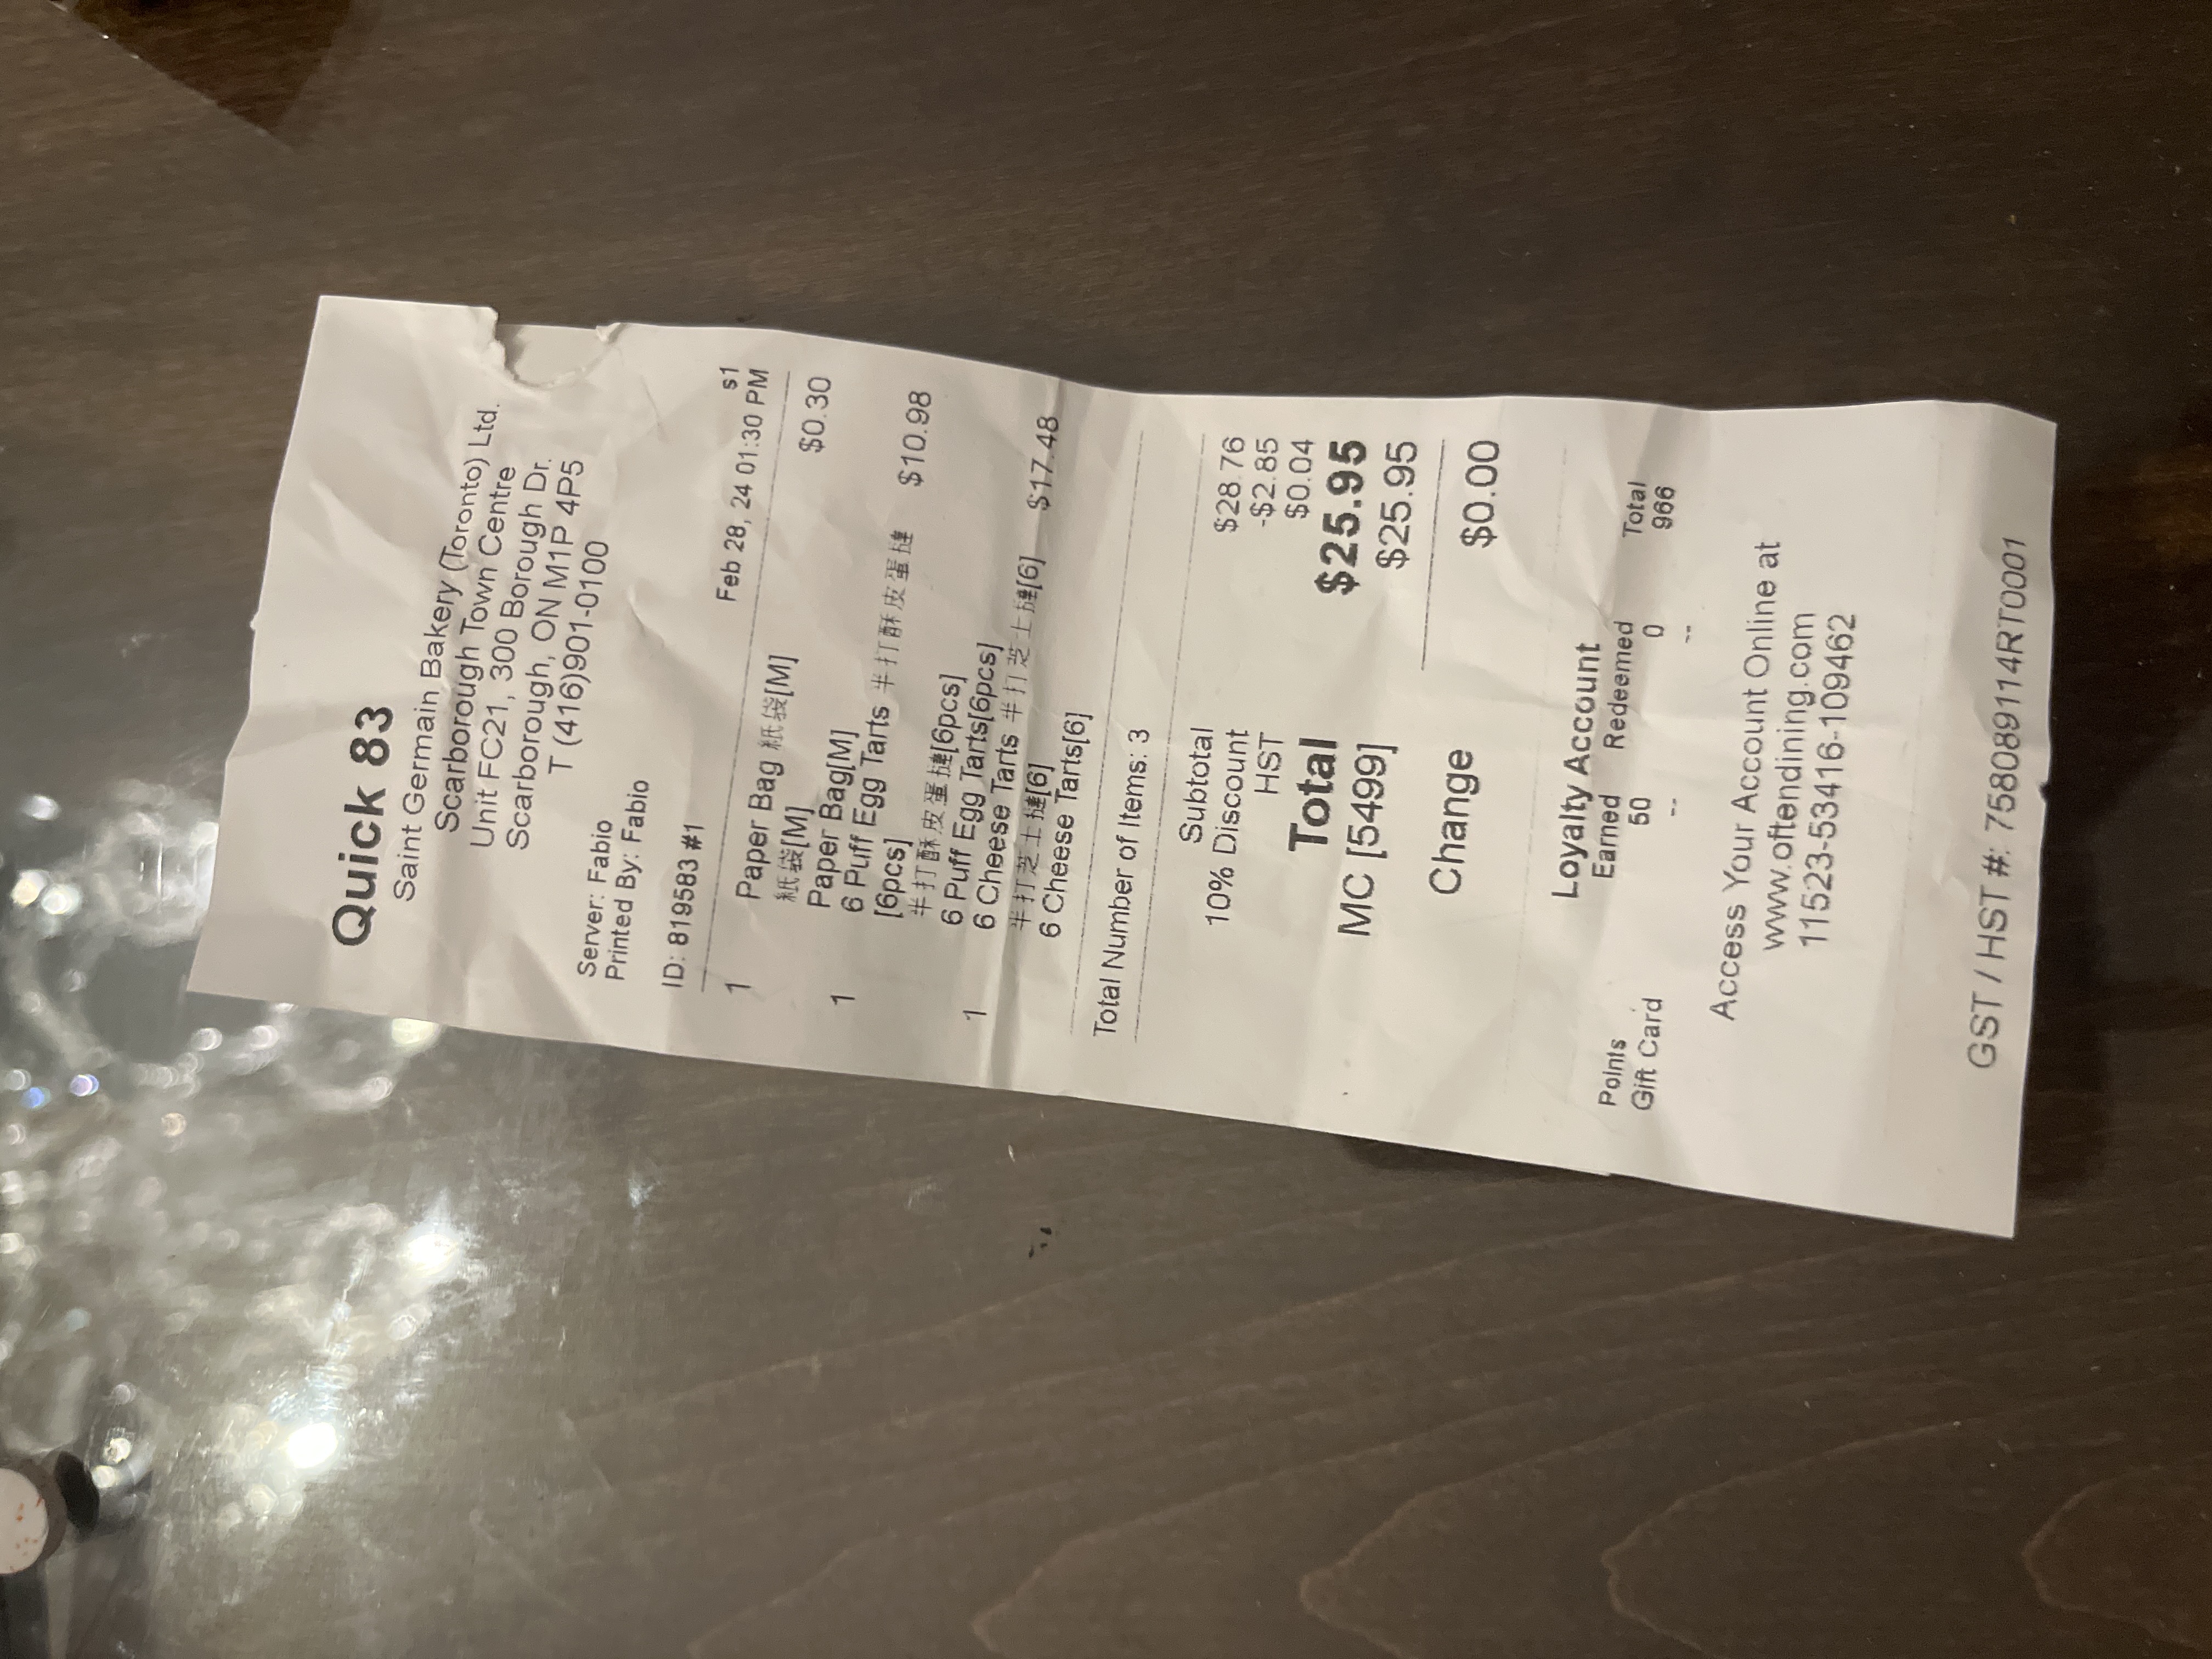 Quick 83
Saint Germain Bakery (Toronto) Ltd.
Scarborough Town Centre
Unit FC21, 300 Borough Dr.
Scarborough, ON M1P 4P5
T (416)901-0100
Server: Fabio
Printed By: Fabio
s1
ID: 819583 #1 Feb 28, 24 01:30 PM
1 Paper Bag 紙袋[M] $0.30
紙袋[M]
Paper Bag[M]
1 6 Puff Egg Tarts 半打酥皮蛋撻 $10.98
[6pcs]
半打酥皮蛋撻[6pcs]
6 Puff Egg Tarts[6pcs]
1 6 Cheese Tarts 半打芝士撻[6] $17.48
半打芝士撻[6]
6 Cheese Tarts[6]
Total Number of Items: 3
Subtotal $28.76
10% Discount -$2.85
HST $0.04
Total $25.95
MC [5499] $25.95
Change $0.00
Loyalty Account
Earned Redeemed Total
Points 50 0 966
Gift Card -- --
Access Your Account Online at
www.oftendining.com
11523-53416-109462
GST / HST #: 758089114RT0001